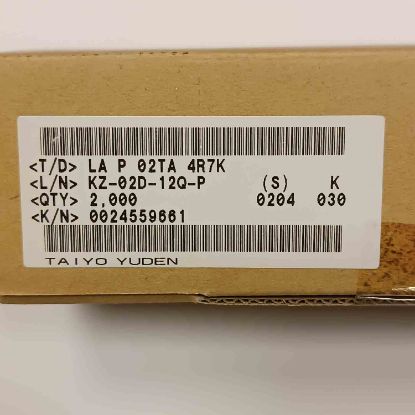 <T/D> LA P 02TA 4R7K
<L/N> KZ-02D-12Q-P (S) K
<QTY> 2,000 0204 030
<K/N> 0024559661
TAIYO YUDEN